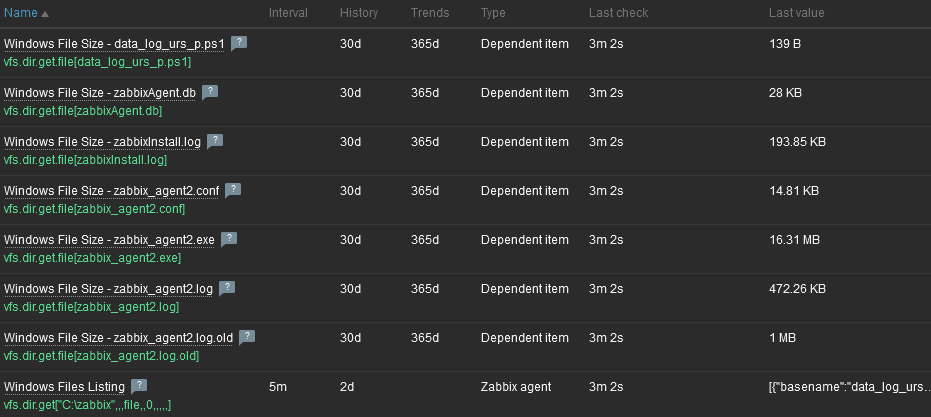 Name ▲ Interval History Trends Type Last check Last value
Windows File Size - data_log_urs_p.ps1 ? 30d 365d Dependent item 3m 2s 139 B
vfs.dir.get.file[data_log_urs_p.ps1]
Windows File Size - zabbixAgent.db ? 30d 365d Dependent item 3m 2s 28 KB
vfs.dir.get.file[zabbixAgent.db]
Windows File Size - zabbixInstall.log ? 30d 365d Dependent item 3m 2s 193.85 KB
vfs.dir.get.file[zabbixInstall.log]
Windows File Size - zabbix_agent2.conf ? 30d 365d Dependent item 3m 2s 14.81 KB
vfs.dir.get.file[zabbix_agent2.conf]
Windows File Size - zabbix_agent2.exe ? 30d 365d Dependent item 3m 2s 16.31 MB
vfs.dir.get.file[zabbix_agent2.exe]
Windows File Size - zabbix_agent2.log ? 30d 365d Dependent item 3m 2s 472.26 KB
vfs.dir.get.file[zabbix_agent2.log]
Windows File Size - zabbix_agent2.log.old ? 30d 365d Dependent item 3m 2s 1 MB
vfs.dir.get.file[zabbix_agent2.log.old]
Windows Files Listing ? 5m 2d Zabbix agent 3m 2s [{"basename":"data_log_urs...
vfs.dir.get["C:\zabbix",,,file,,0,,,,,]